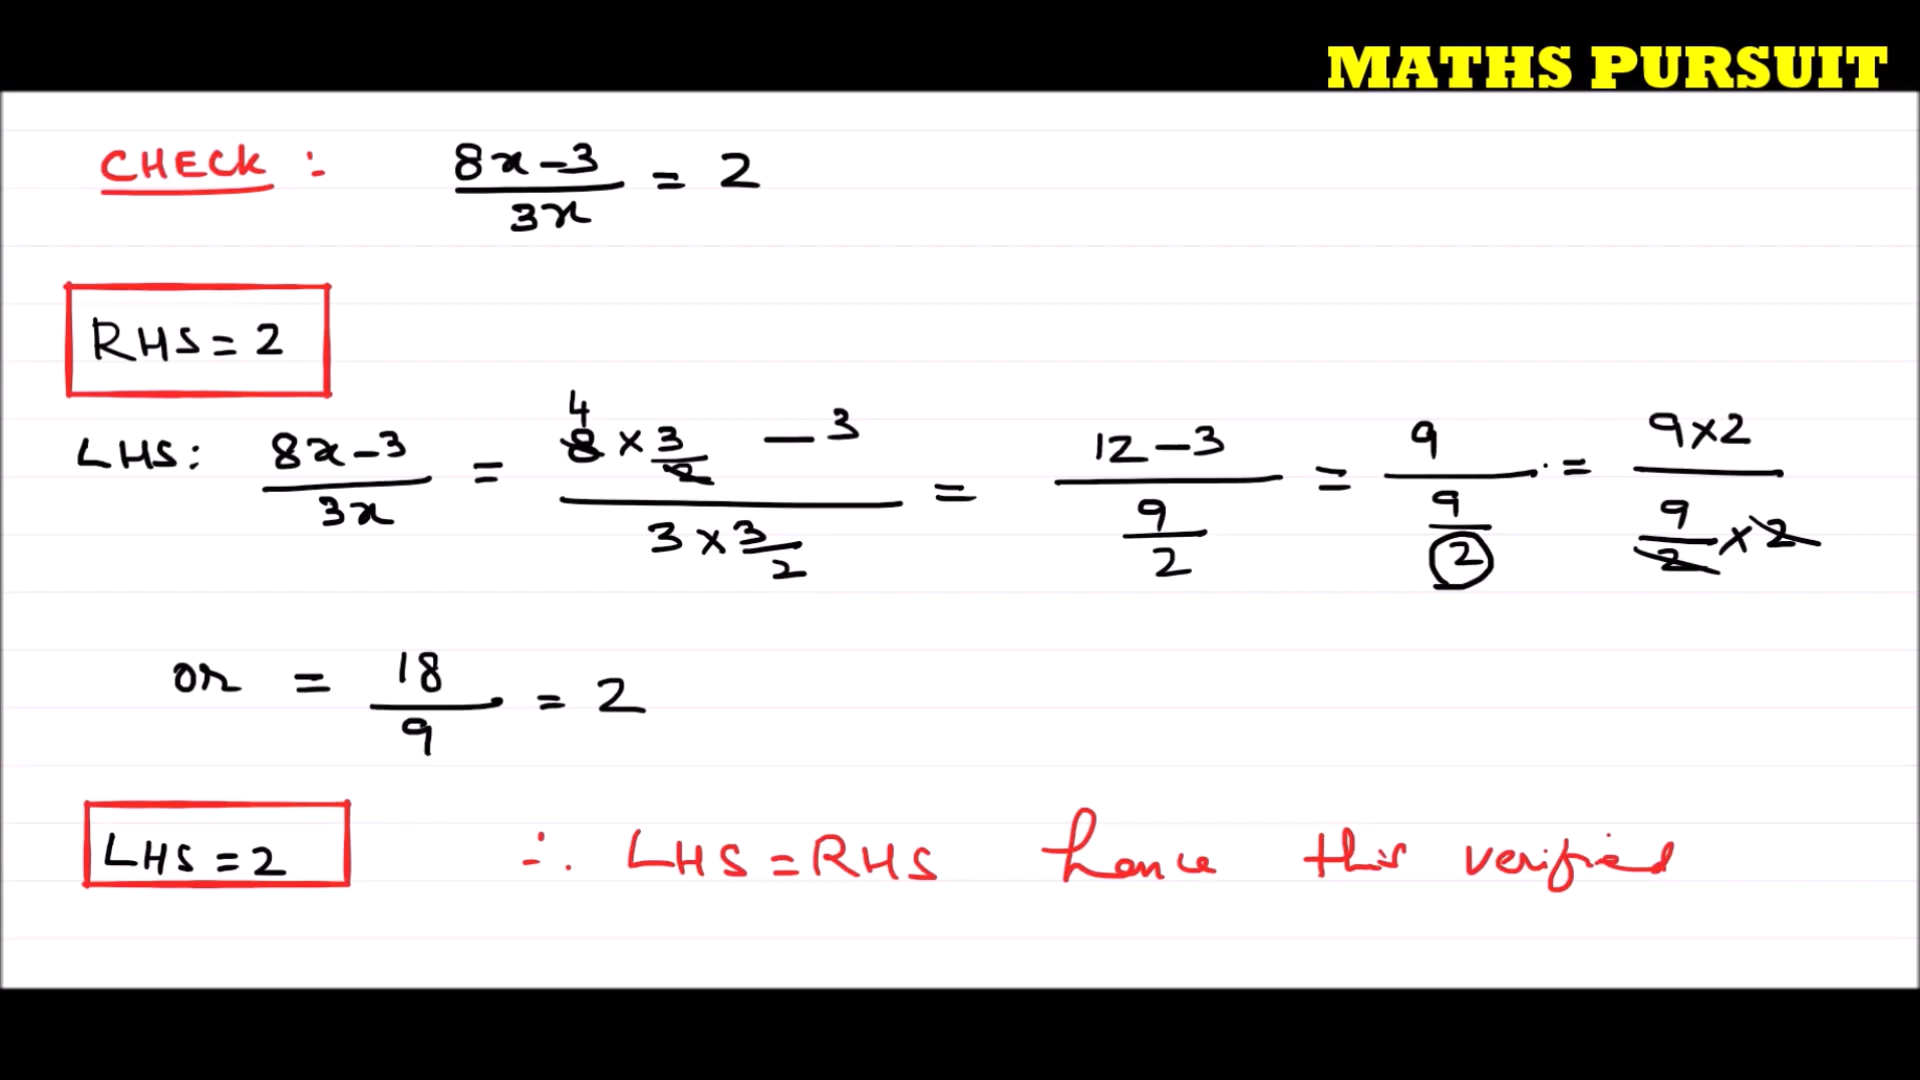 MATHS PURSUIT
CHECK : (8x-3)/(3x) = 2
RHS = 2
LHS: (8x-3)/(3x) = (4 8 × 3/2 - 3)/(3 × 3/2) = (12-3)/(9/2) = 9/(9/2) = (9×2)/(9/2 × 2)
or = 18/9 = 2
LHS = 2 ∴ LHS = RHS hence this verified